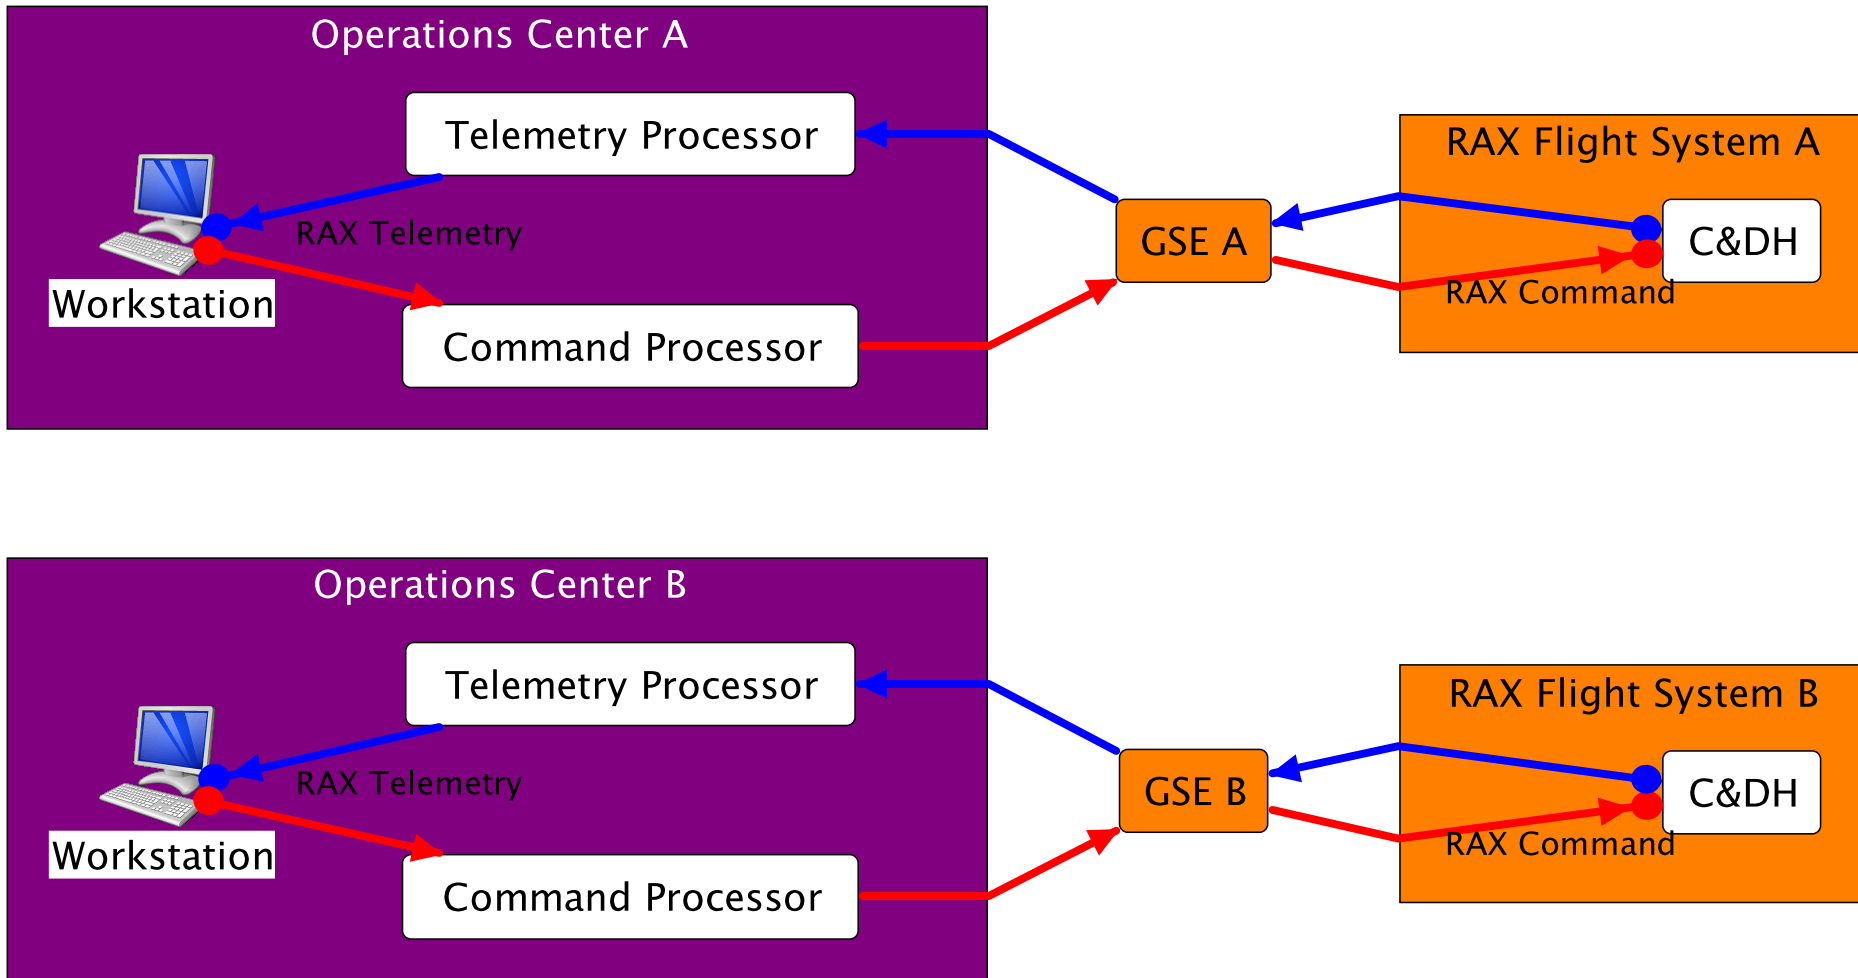 Operations Center A
Telemetry Processor
RAX Flight System A
RAX Telemetry
GSE A
C&DH
Workstation
RAX Command
Command Processor
Operations Center B
Telemetry Processor
RAX Flight System B
RAX Telemetry
GSE B
C&DH
Workstation
RAX Command
Command Processor